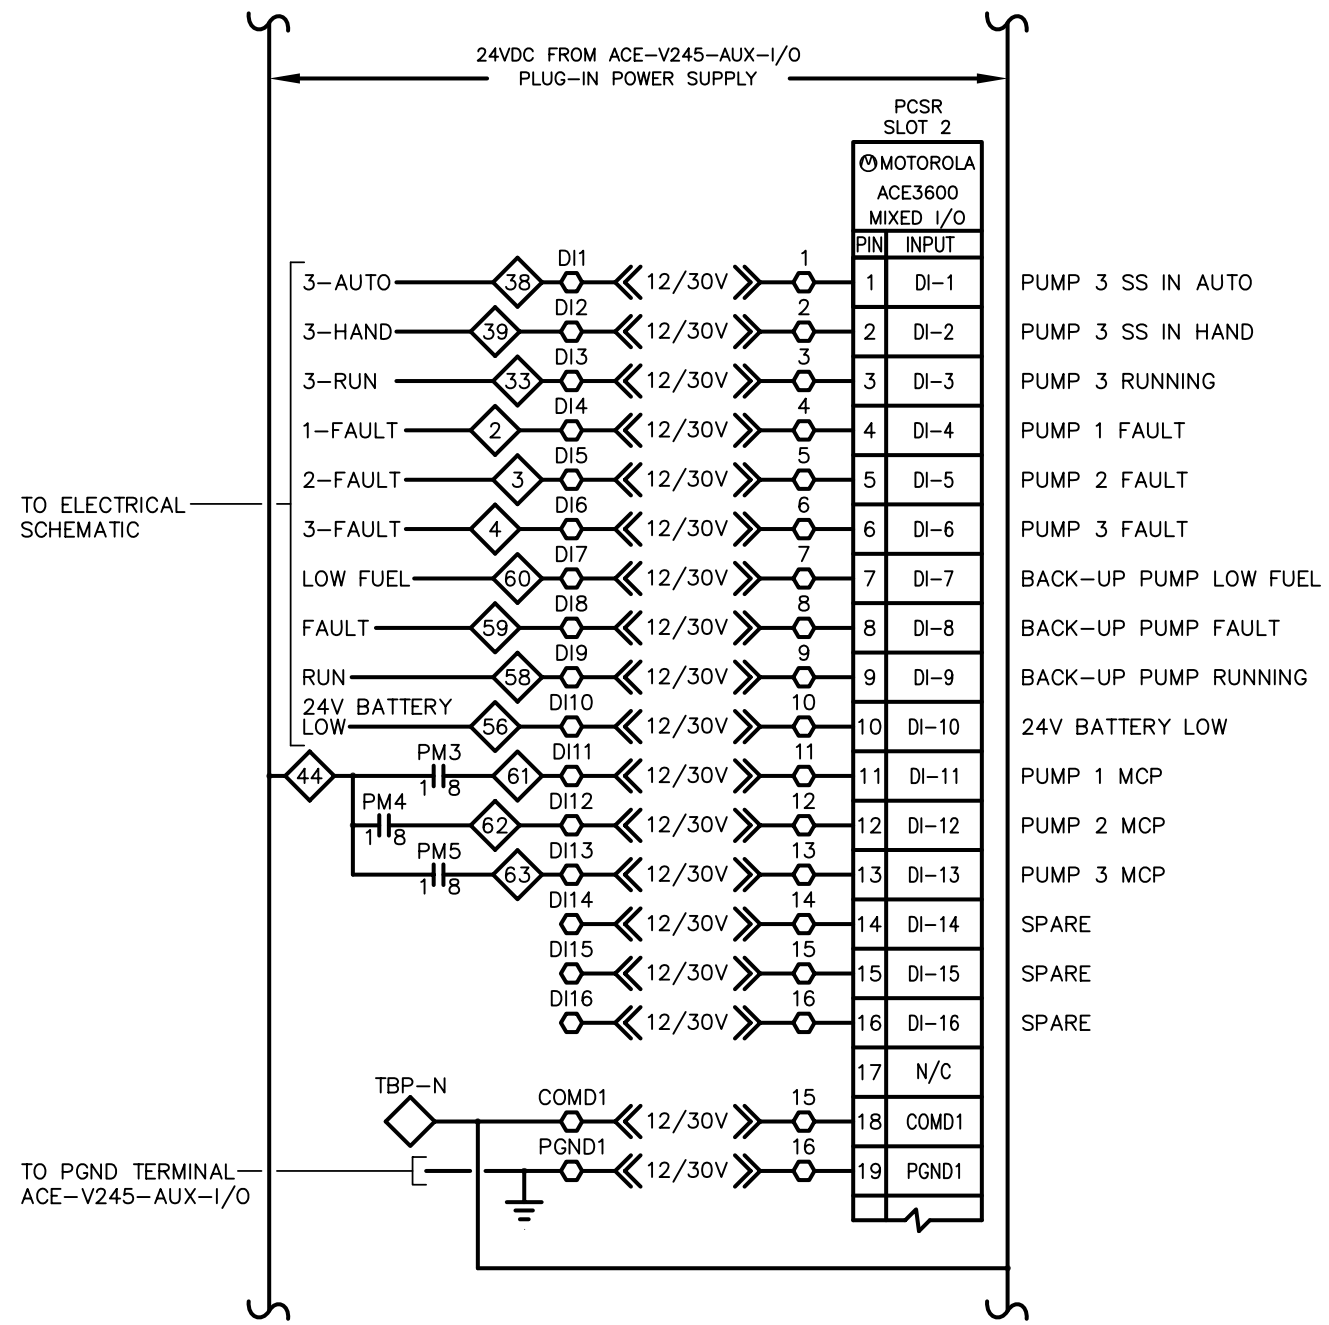 24VDC FROM ACE-V245-AUX-I/O
PLUG-IN POWER SUPPLY
PCSR
SLOT 2
MOTOROLA
ACE3600
MIXED I/O
PIN INPUT
3-AUTO 38 DI1 12/30V 1 1 DI-1 PUMP 3 SS IN AUTO
3-HAND 39 DI2 12/30V 2 2 DI-2 PUMP 3 SS IN HAND
3-RUN 33 DI3 12/30V 3 3 DI-3 PUMP 3 RUNNING
1-FAULT 2 DI4 12/30V 4 4 DI-4 PUMP 1 FAULT
2-FAULT 3 DI5 12/30V 5 5 DI-5 PUMP 2 FAULT
TO ELECTRICAL
SCHEMATIC
3-FAULT 4 DI6 12/30V 6 6 DI-6 PUMP 3 FAULT
LOW FUEL 60 DI7 12/30V 7 7 DI-7 BACK-UP PUMP LOW FUEL
FAULT 59 DI8 12/30V 8 8 DI-8 BACK-UP PUMP FAULT
RUN 58 DI9 12/30V 9 9 DI-9 BACK-UP PUMP RUNNING
24V BATTERY
LOW 56 DI10 12/30V 10 10 DI-10 24V BATTERY LOW
44 PM3 1 8 61 DI11 12/30V 11 11 DI-11 PUMP 1 MCP
PM4 1 8 62 DI12 12/30V 12 12 DI-12 PUMP 2 MCP
PM5 1 8 63 DI13 12/30V 13 13 DI-13 PUMP 3 MCP
DI14 12/30V 14 14 DI-14 SPARE
DI15 12/30V 15 15 DI-15 SPARE
DI16 12/30V 16 16 DI-16 SPARE
17 N/C
TBP-N COMD1 12/30V 15 18 COMD1
PGND1 12/30V 16 19 PGND1
TO PGND TERMINAL
ACE-V245-AUX-I/O